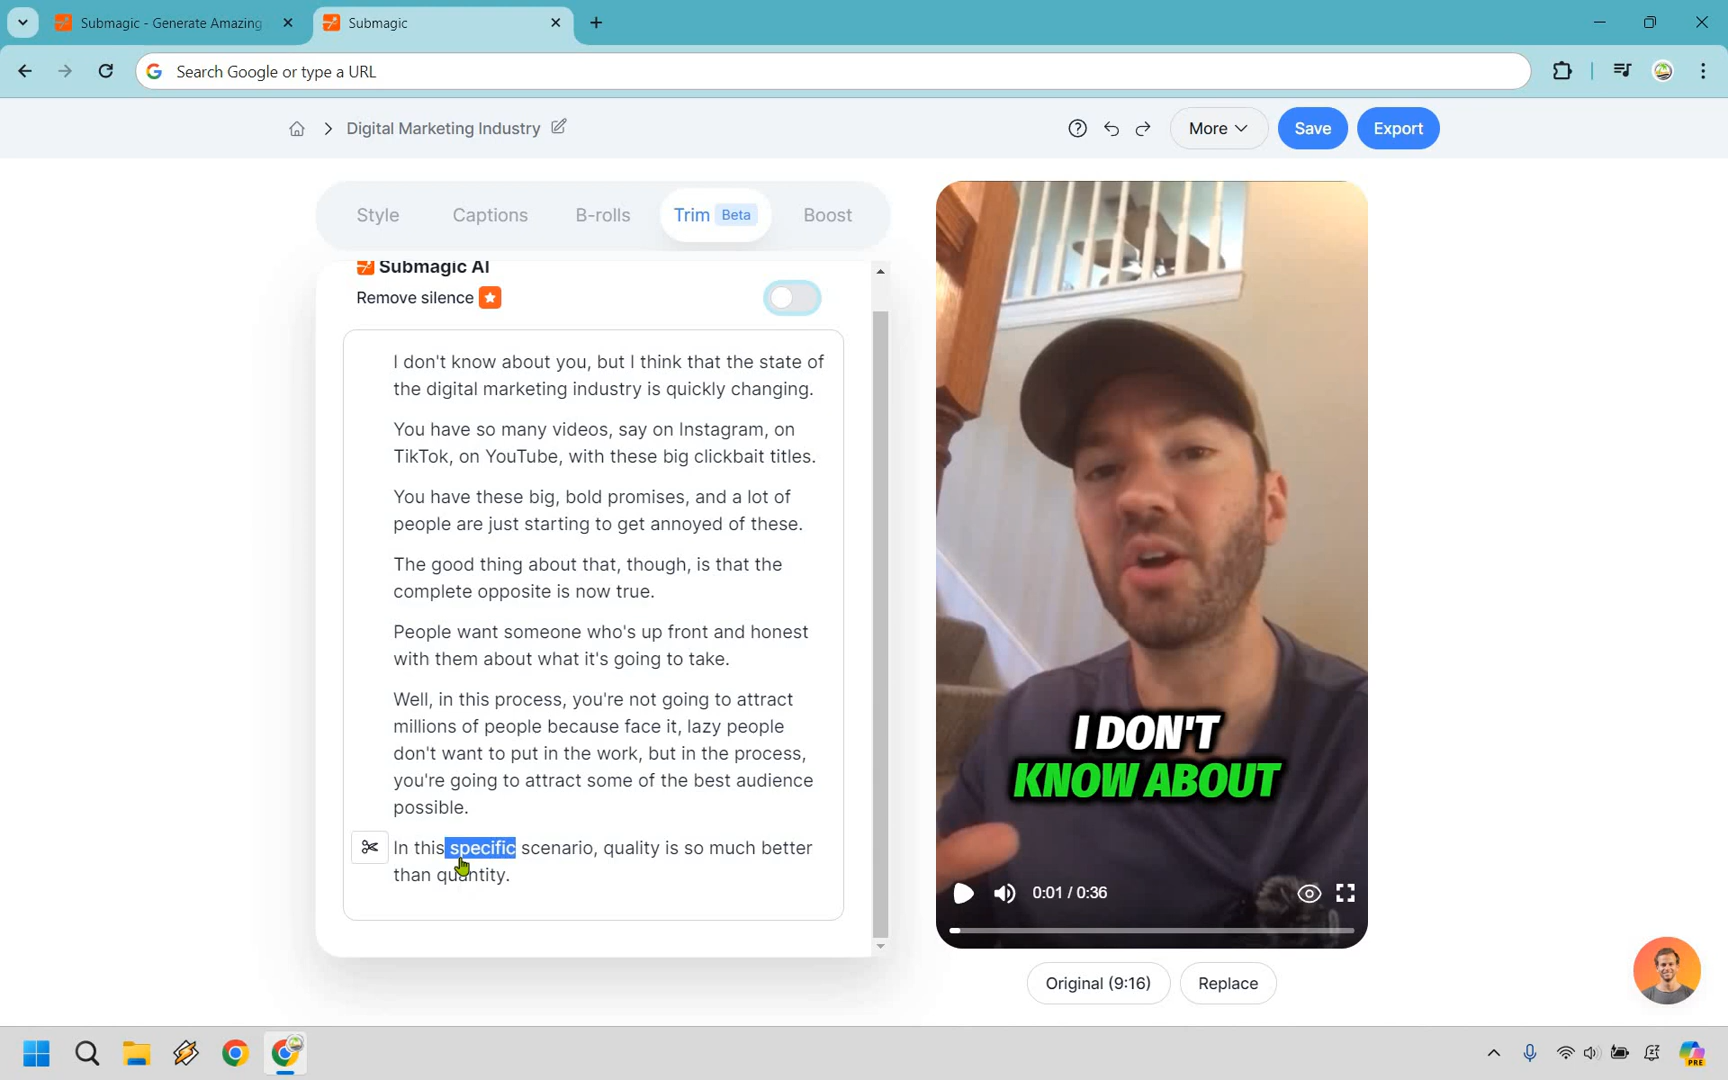 Submagic - Generate Amazing
Submagic
Search Google or type a URL
Digital Marketing Industry
More
Save
Export
Style
Captions
B-rolls
Trim Beta
Boost
Submagic AI
Remove silence
I don't know about you, but I think that the state of
the digital marketing industry is quickly changing.
You have so many videos, say on Instagram, on
TikTok, on YouTube, with these big clickbait titles.
You have these big, bold promises, and a lot of
people are just starting to get annoyed of these.
The good thing about that, though, is that the
complete opposite is now true.
People want someone who's up front and honest
with them about what it's going to take.
Well, in this process, you're not going to attract
millions of people because face it, lazy people
don't want to put in the work, but in the process,
you're going to attract some of the best audience
possible.
In this specific scenario, quality is so much better
than quantity.
I DON'T
KNOW ABOUT
0:01 / 0:36
Original (9:16)
Replace
PRE